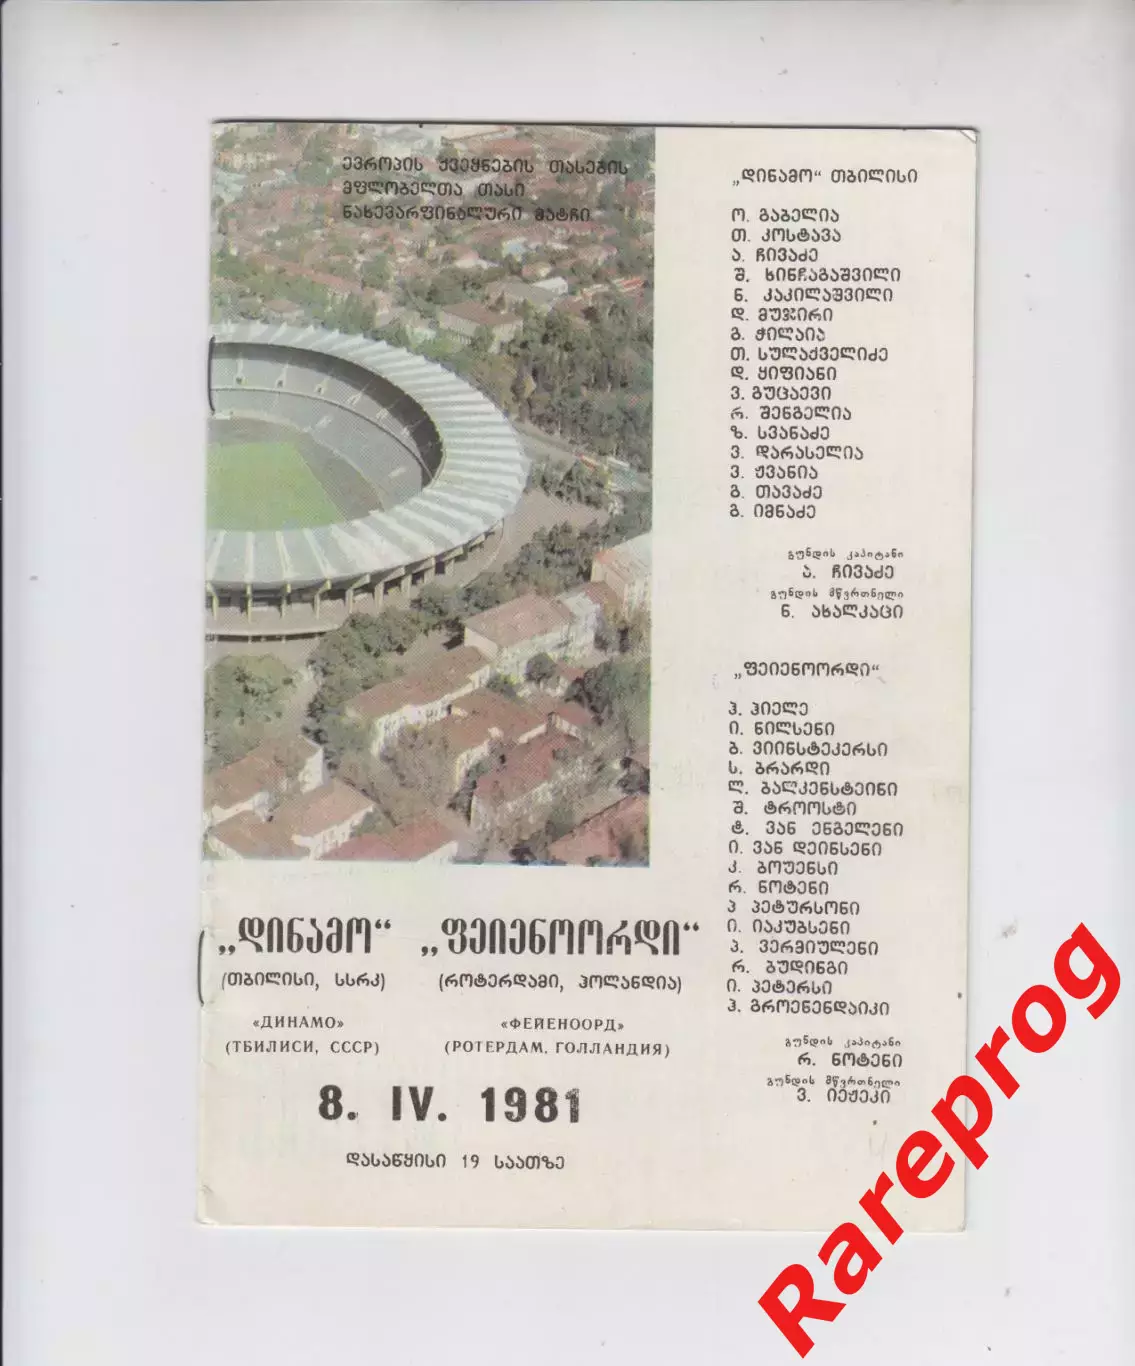 ევროპის ქვეყნების თასების
მფლობელთა თასი
ნახევარფინალური მატჩი
„დინამო“ თბილისი
ო. გაბელია
თ. კოსტავა
ა. ჩივაძე
შ. ხინჩაგაშვილი
ნ. კაკილაშვილი
დ. მუჯირი
გ. ჭილაია
თ. სულაქველიძე
დ. ყიფიანი
ვ. გუცაევი
რ. შენგელია
ზ. სვანაძე
ვ. დარასელია
ვ. ჟვანია
გ. თავაძე
გ. იმნაძე
გუნდის კაპიტანი
ა. ჩივაძე
გუნდის მწვრთნელი
ნ. ახალკაცი
„ფეიენოორდი“
ჰ. ჰიელე
ი. ნილსენი
ბ. ვიინსტეკერსი
ს. ბრარდი
ლ. ბალკენსტეინი
შ. ტროოსტი
ტ. ვან ენგელენი
ი. ვან დეინსენი
კ. ბოუენსი
რ. ნოტენი
პ პეტურსონი
ი. იაკუბსენი
პ. ვერმიულენი
რ. ბუდინგი
ი. პეტერსი
ჰ. გროენენდაიკი
გუნდის კაპიტანი
რ. ნოტენი
გუნდის მწვრთნელი
ვ. იეჟეკი
„დინამო“ „ფეიენოორდი“
(თბილისი, სსრკ) (როტერდამი, ჰოლანდია)
«ДИНАМО» «ФЕЙЕНООРД»
(ТБИЛИСИ, СССР) (РОТЕРДАМ, ГОЛЛАНДИЯ)
8. IV. 1981
დასაწყისი 19 საათზე
Rareprog